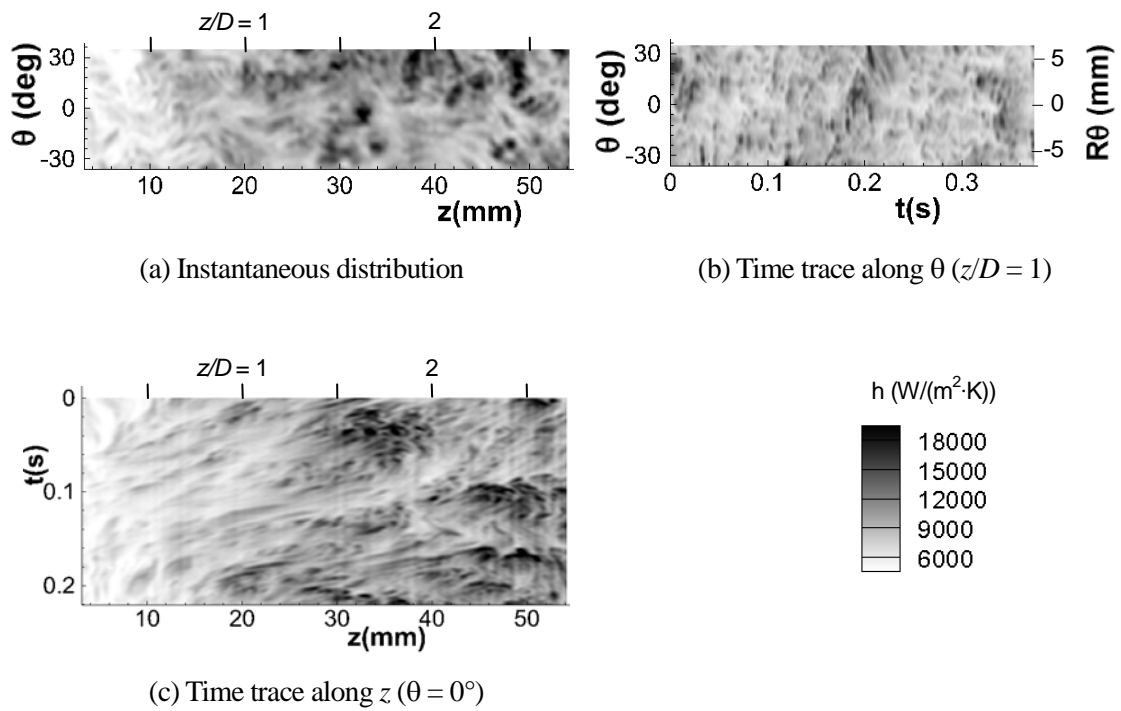 z/D = 1 2
30
0
-30
θ (deg)
10 20 30 40 50
z(mm)
(a) Instantaneous distribution
30
0
-30
θ (deg)
5
0
-5
Rθ (mm)
0 0.1 0.2 0.3
t(s)
(b) Time trace along θ (z/D = 1)
z/D = 1 2
0
0.1
0.2
t(s)
10 20 30 40 50
z(mm)
(c) Time trace along z (θ = 0°)
h (W/(m²·K))
18000
15000
12000
9000
6000